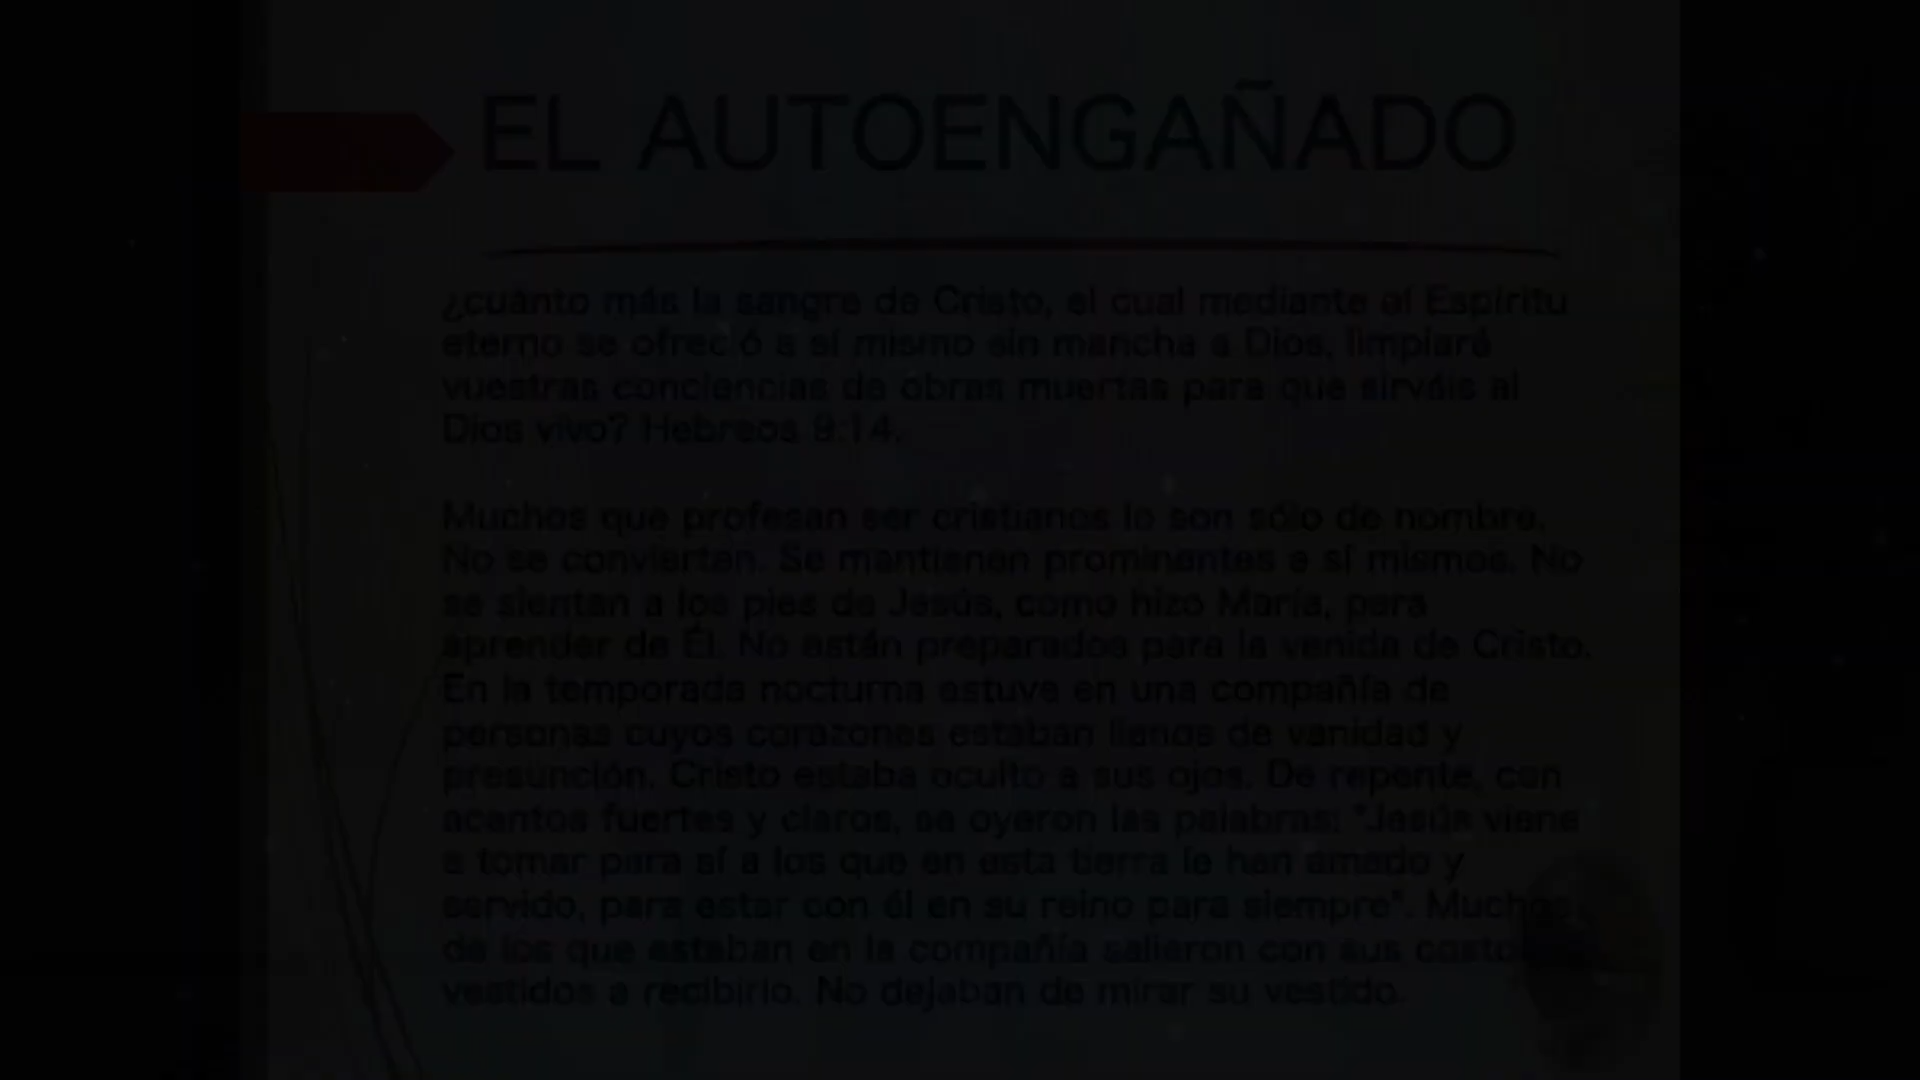 EL AUTOENGAÑADO
¿cuánto más la sangre de Cristo, el cual mediante el Espíritu
eterno se ofreció a sí mismo sin mancha a Dios, limpiará
vuestras conciencias de obras muertas para que sirváis al
Dios vivo? Hebreos 9:14.
Muchos que profesan ser cristianos lo son sólo de nombre.
No se convierten. Se mantienen prominentes a sí mismos. No
se sientan a los pies de Jesús, como hizo María, para
aprender de Él. No están preparados para la venida de Cristo.
En la temporada nocturna estuve en una compañía de
personas cuyos corazones estaban llenos de vanidad y
presunción. Cristo estaba oculto a sus ojos. De repente, con
acentos fuertes y claros, se oyeron las palabras: "Jesús viene
a tomar para sí a los que en esta tierra le han amado y
servido, para estar con él en su reino para siempre". Muchos
de los que estaban en la compañía salieron con sus costosos
vestidos a recibirlo. No dejaban de mirar su vestido.